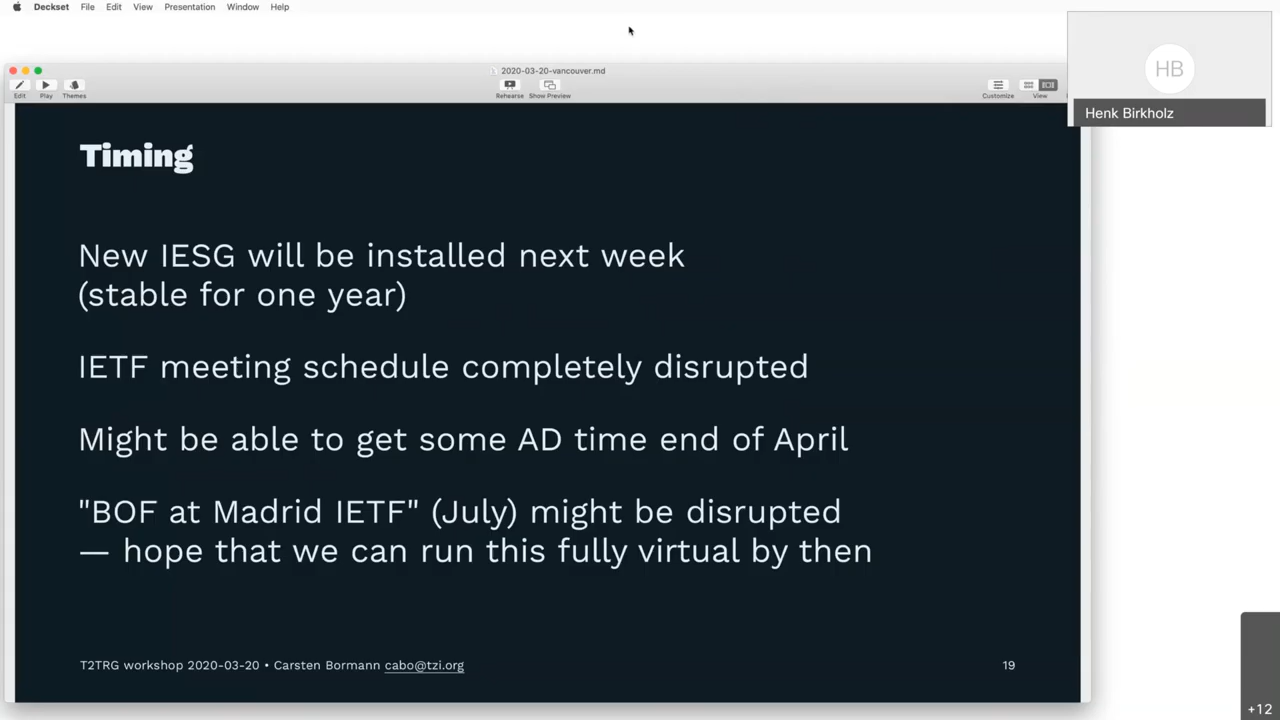 Deckset File Edit View Presentation Window Help
2020-03-20-vancouver.md
Edit Play Themes Rehearse Show Preview Customize View
HB
Henk Birkholz
Timing
New IESG will be installed next week
(stable for one year)
IETF meeting schedule completely disrupted
Might be able to get some AD time end of April
"BOF at Madrid IETF" (July) might be disrupted
— hope that we can run this fully virtual by then
T2TRG workshop 2020-03-20 • Carsten Bormann cabo@tzi.org
19
+12